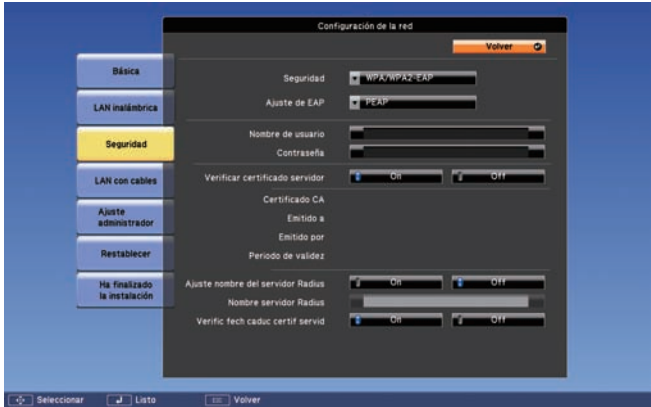 Configuración de la red
Volver
Básica
LAN inalámbrica
Seguridad
LAN con cables
Ajuste
administrador
Restablecer
Ha finalizado
la instalación
Seguridad WPA/WPA2-EAP
Ajuste de EAP PEAP
Nombre de usuario
Contraseña
Verificar certificado servidor On Off
Certificado CA
Emitido a
Emitido por
Periodo de validez
Ajuste nombre del servidor Radius On Off
Nombre servidor Radius
Verific fech caduc certif servid On Off
Seleccionar Listo Volver